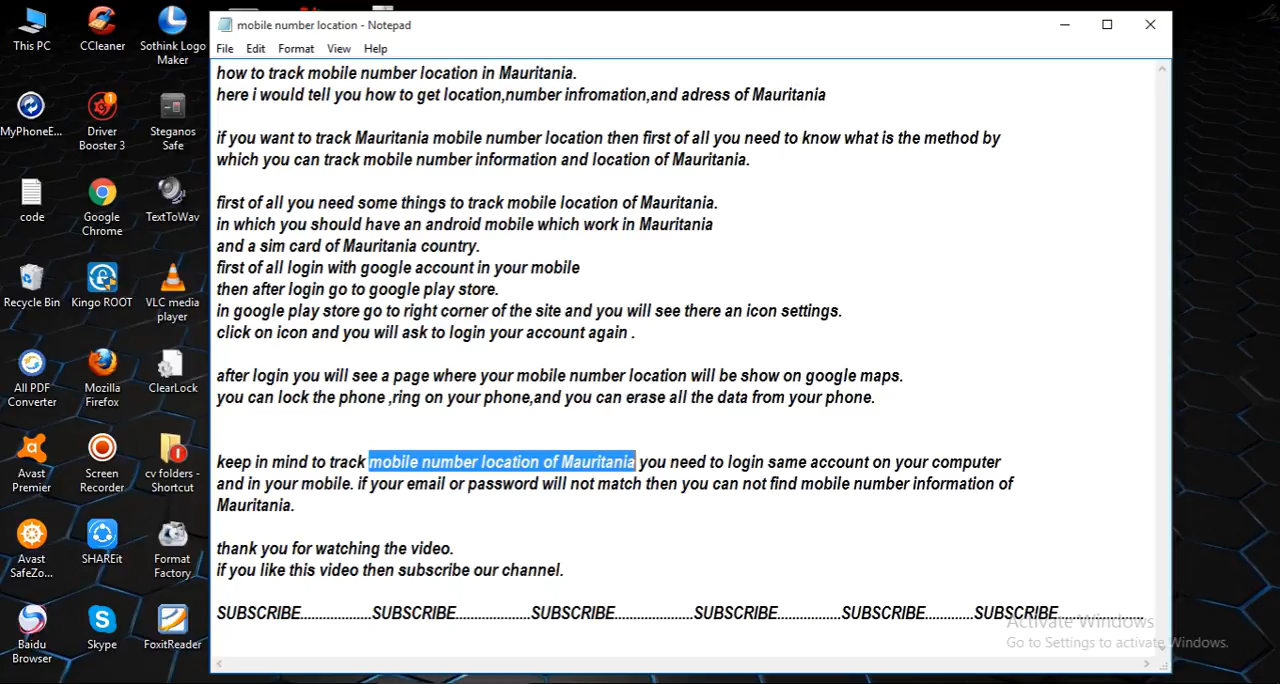 mobile number location - Notepad
File Edit Format View Help
how to track mobile number location in Mauritania.
here i would tell you how to get location,number infromation,and adress of Mauritania
if you want to track Mauritania mobile number location then first of all you need to know what is the method by
which you can track mobile number information and location of Mauritania.
first of all you need some things to track mobile location of Mauritania.
in which you should have an android mobile which work in Mauritania
and a sim card of Mauritania country.
first of all login with google account in your mobile
then after login go to google play store.
in google play store go to right corner of the site and you will see there an icon settings.
click on icon and you will ask to login your account again .
after login you will see a page where your mobile number location will be show on google maps.
you can lock the phone ,ring on your phone,and you can erase all the data from your phone.
keep in mind to track mobile number location of Mauritania you need to login same account on your computer
and in your mobile. if your email or password will not match then you can not find mobile number information of
Mauritania.
thank you for watching the video.
if you like this video then subscribe our channel.
SUBSCRIBE...................SUBSCRIBE....................SUBSCRIBE.....................SUBSCRIBE.................SUBSCRIBE.............SUBSCRIBE.......................
Activate Windows
Go to Settings to activate Windows.
This PC
CCleaner
Sothink Logo
Maker
MyPhoneE...
Driver
Booster 3
Steganos
Safe
code
Google
Chrome
TextToWav
Recycle Bin
Kingo ROOT
VLC media
player
All PDF
Converter
Mozilla
Firefox
ClearLock
Avast
Premier
Screen
Recorder
cv folders -
Shortcut
Avast
SafeZo...
SHAREit
Format
Factory
Baidu
Browser
Skype
FoxitReader